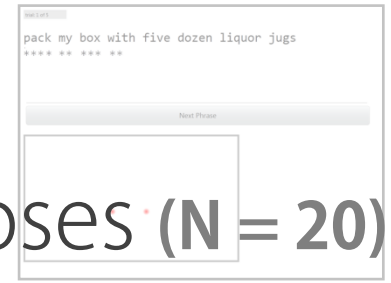 pack my box with five dozen liquor jugs
**** ** *** **
Next Phrase
oses (N = 20)